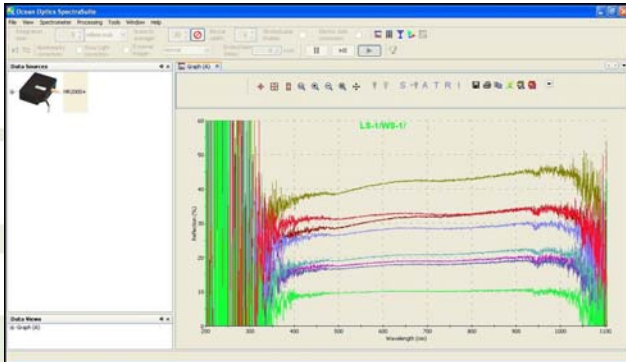 Ocean Optics SpectraSuite
File View Spectrometer Processing Tools Window Help
Data Sources
Graph (A)
HR2000+
S A T R I
LS-1/WS-1/
Reflection (%)
60
50
40
30
20
10
0
200 300 400 500 600 700 800 900 1000 1100
Wavelength (nm)
Data Views
Graph (A)